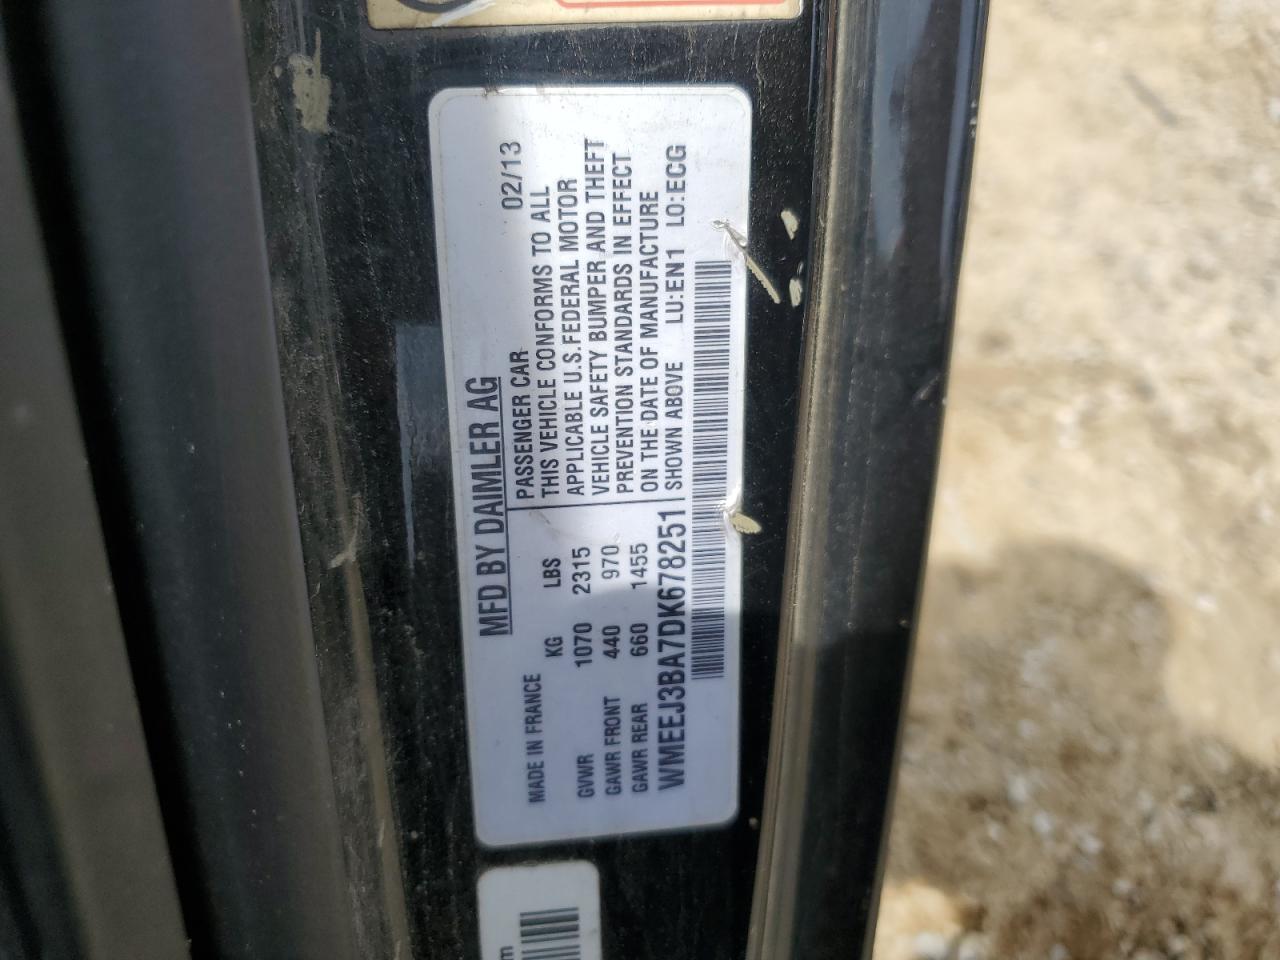 MFD BY DAIMLER AG
MADE IN FRANCE KG LBS
GVWR 1070 2315
GAWR FRONT 440 970
GAWR REAR 660 1455
PASSENGER CAR 02/13
THIS VEHICLE CONFORMS TO ALL
APPLICABLE U.S.FEDERAL MOTOR
VEHICLE SAFETY BUMPER AND THEFT
PREVENTION STANDARDS IN EFFECT
ON THE DATE OF MANUFACTURE
SHOWN ABOVE LU:EN1 LO:ECG
WMEEJ3BA7DK678251